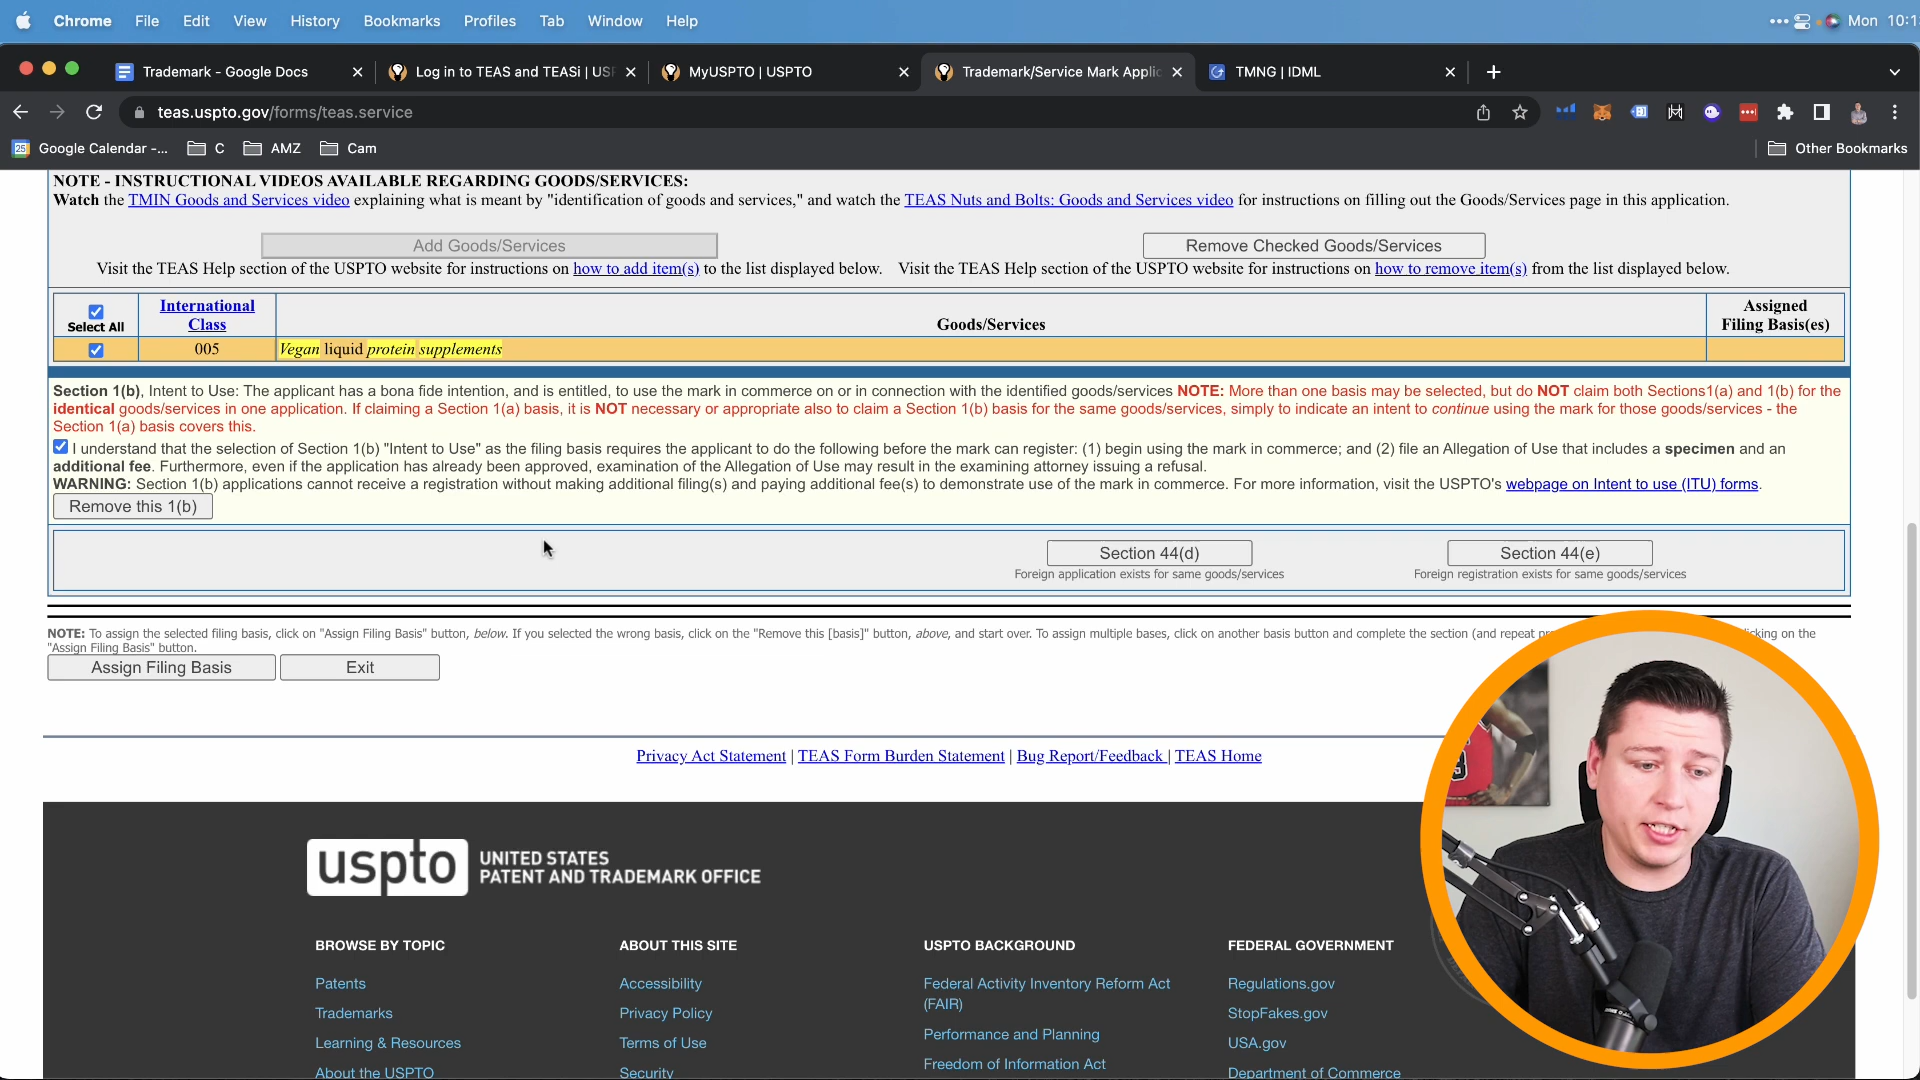 Chrome File Edit View History Bookmarks Profiles Tab Window Help Mon 10:1
Trademark - Google Docs Log in to TEAS and TEASi | USP MyUSPTO | USPTO Trademark/Service Mark Applic TMNG | IDML
teas.uspto.gov/forms/teas.service
25 Google Calendar -... C AMZ Cam Other Bookmarks
NOTE - INSTRUCTIONAL VIDEOS AVAILABLE REGARDING GOODS/SERVICES:
Watch the TMIN Goods and Services video explaining what is meant by "identification of goods and services," and watch the TEAS Nuts and Bolts: Goods and Services video for instructions on filling out the Goods/Services page in this application.
Add Goods/Services Remove Checked Goods/Services
Visit the TEAS Help section of the USPTO website for instructions on how to add item(s) to the list displayed below. Visit the TEAS Help section of the USPTO website for instructions on how to remove item(s) from the list displayed below.
Select All International Class Goods/Services Assigned Filing Basis(es)
005 Vegan liquid protein supplements
Section 1(b), Intent to Use: The applicant has a bona fide intention, and is entitled, to use the mark in commerce on or in connection with the identified goods/services NOTE: More than one basis may be selected, but do NOT claim both Sections1(a) and 1(b) for the
identical goods/services in one application. If claiming a Section 1(a) basis, it is NOT necessary or appropriate also to claim a Section 1(b) basis for the same goods/services, simply to indicate an intent to continue using the mark for those goods/services - the
Section 1(a) basis covers this.
I understand that the selection of Section 1(b) "Intent to Use" as the filing basis requires the applicant to do the following before the mark can register: (1) begin using the mark in commerce; and (2) file an Allegation of Use that includes a specimen and an
additional fee. Furthermore, even if the application has already been approved, examination of the Allegation of Use may result in the examining attorney issuing a refusal.
WARNING: Section 1(b) applications cannot receive a registration without making additional filing(s) and paying additional fee(s) to demonstrate use of the mark in commerce. For more information, visit the USPTO's webpage on Intent to use (ITU) forms.
Remove this 1(b)
Section 44(d) Section 44(e)
Foreign application exists for same goods/services Foreign registration exists for same goods/services
NOTE: To assign the selected filing basis, click on "Assign Filing Basis" button, below. If you selected the wrong basis, click on the "Remove this [basis]" button, above, and start over. To assign multiple bases, click on another basis button and complete the section (and repeat licking on the
"Assign Filing Basis" button.
Assign Filing Basis Exit
Privacy Act Statement | TEAS Form Burden Statement | Bug Report/Feedback | TEAS Home
uspto UNITED STATES
PATENT AND TRADEMARK OFFICE
BROWSE BY TOPIC ABOUT THIS SITE USPTO BACKGROUND FEDERAL GOVERNMENT
Patents Accessibility Federal Activity Inventory Reform Act Regulations.gov
(FAIR)
Trademarks Privacy Policy StopFakes.gov
Performance and Planning
Learning & Resources Terms of Use USA.gov
Freedom of Information Act
About the USPTO Security Department of Commerce